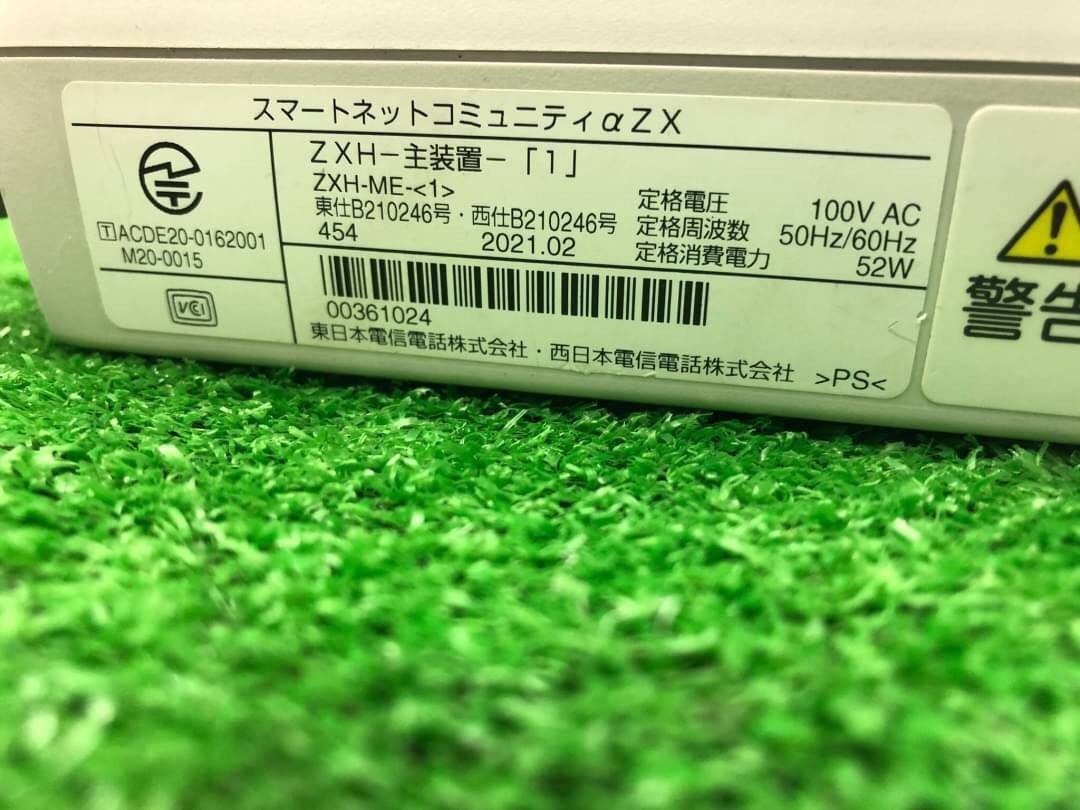 スマートネットコミュニティαZX
ZXH－主装置－「1」
ZXH-ME-<1>
東仕B210246号・西仕B210246号
454 2021.02
定格電圧 100V AC
定格周波数 50Hz/60Hz
定格消費電力 52W
T ACDE20-0162001
M20-0015
VCI
00361024
東日本電信電話株式会社・西日本電信電話株式会社 >PS<
警告